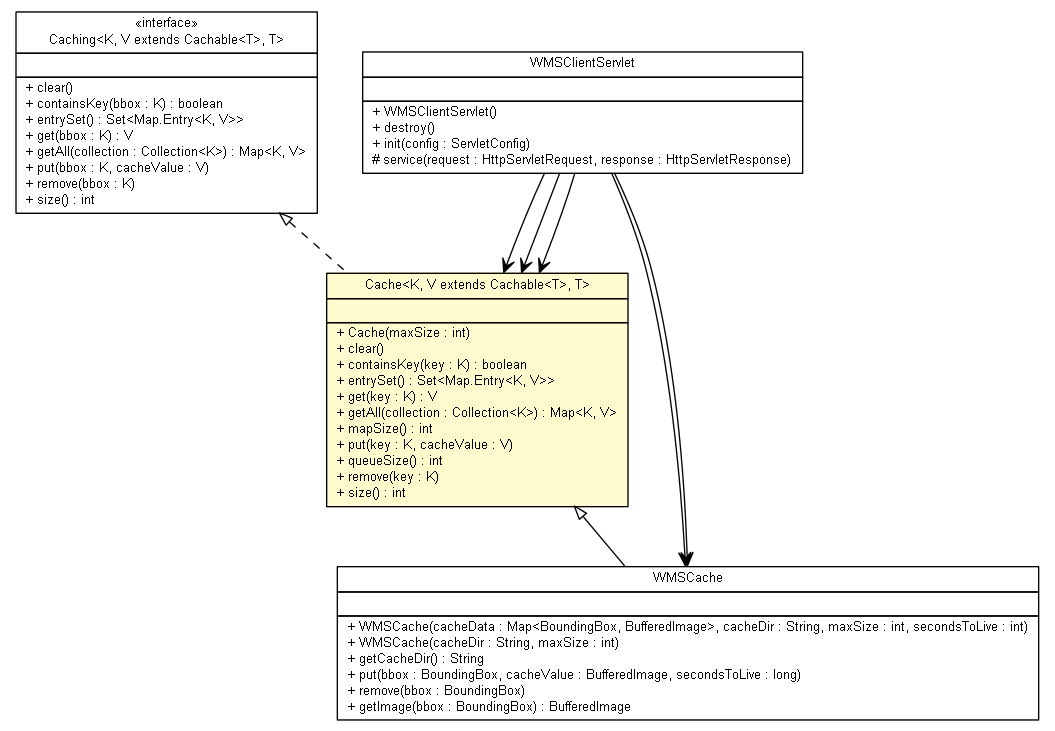 «interface»
Caching<K, V extends Cachable<T>, T>
+ clear()
+ containsKey(bbox : K) : boolean
+ entrySet() : Set<Map.Entry<K, V>>
+ get(bbox : K) : V
+ getAll(collection : Collection<K>) : Map<K, V>
+ put(bbox : K, cacheValue : V)
+ remove(bbox : K)
+ size() : int
WMSClientServlet
+ WMSClientServlet()
+ destroy()
+ init(config : ServletConfig)
# service(request : HttpServletRequest, response : HttpServletResponse)
Cache<K, V extends Cachable<T>, T>
+ Cache(maxSize : int)
+ clear()
+ containsKey(key : K) : boolean
+ entrySet() : Set<Map.Entry<K, V>>
+ get(key : K) : V
+ getAll(collection : Collection<K>) : Map<K, V>
+ mapSize() : int
+ put(key : K, cacheValue : V)
+ queueSize() : int
+ remove(key : K)
+ size() : int
WMSCache
+ WMSCache(cacheData : Map<BoundingBox, BufferedImage>, cacheDir : String, maxSize : int, secondsToLive : int)
+ WMSCache(cacheDir : String, maxSize : int)
+ getCacheDir() : String
+ put(bbox : BoundingBox, cacheValue : BufferedImage, secondsToLive : long)
+ remove(bbox : BoundingBox)
+ getImage(bbox : BoundingBox) : BufferedImage